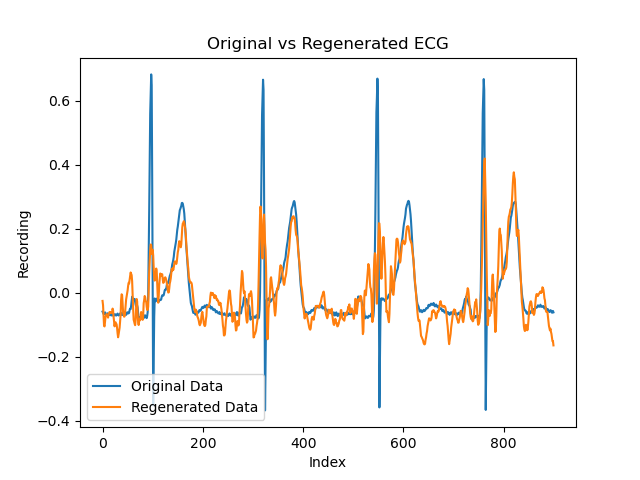 Original vs Regenerated ECG
Recording
0.6
0.4
0.2
0.0
−0.2
−0.4
Original Data
Regenerated Data
0
200
400
600
800
Index